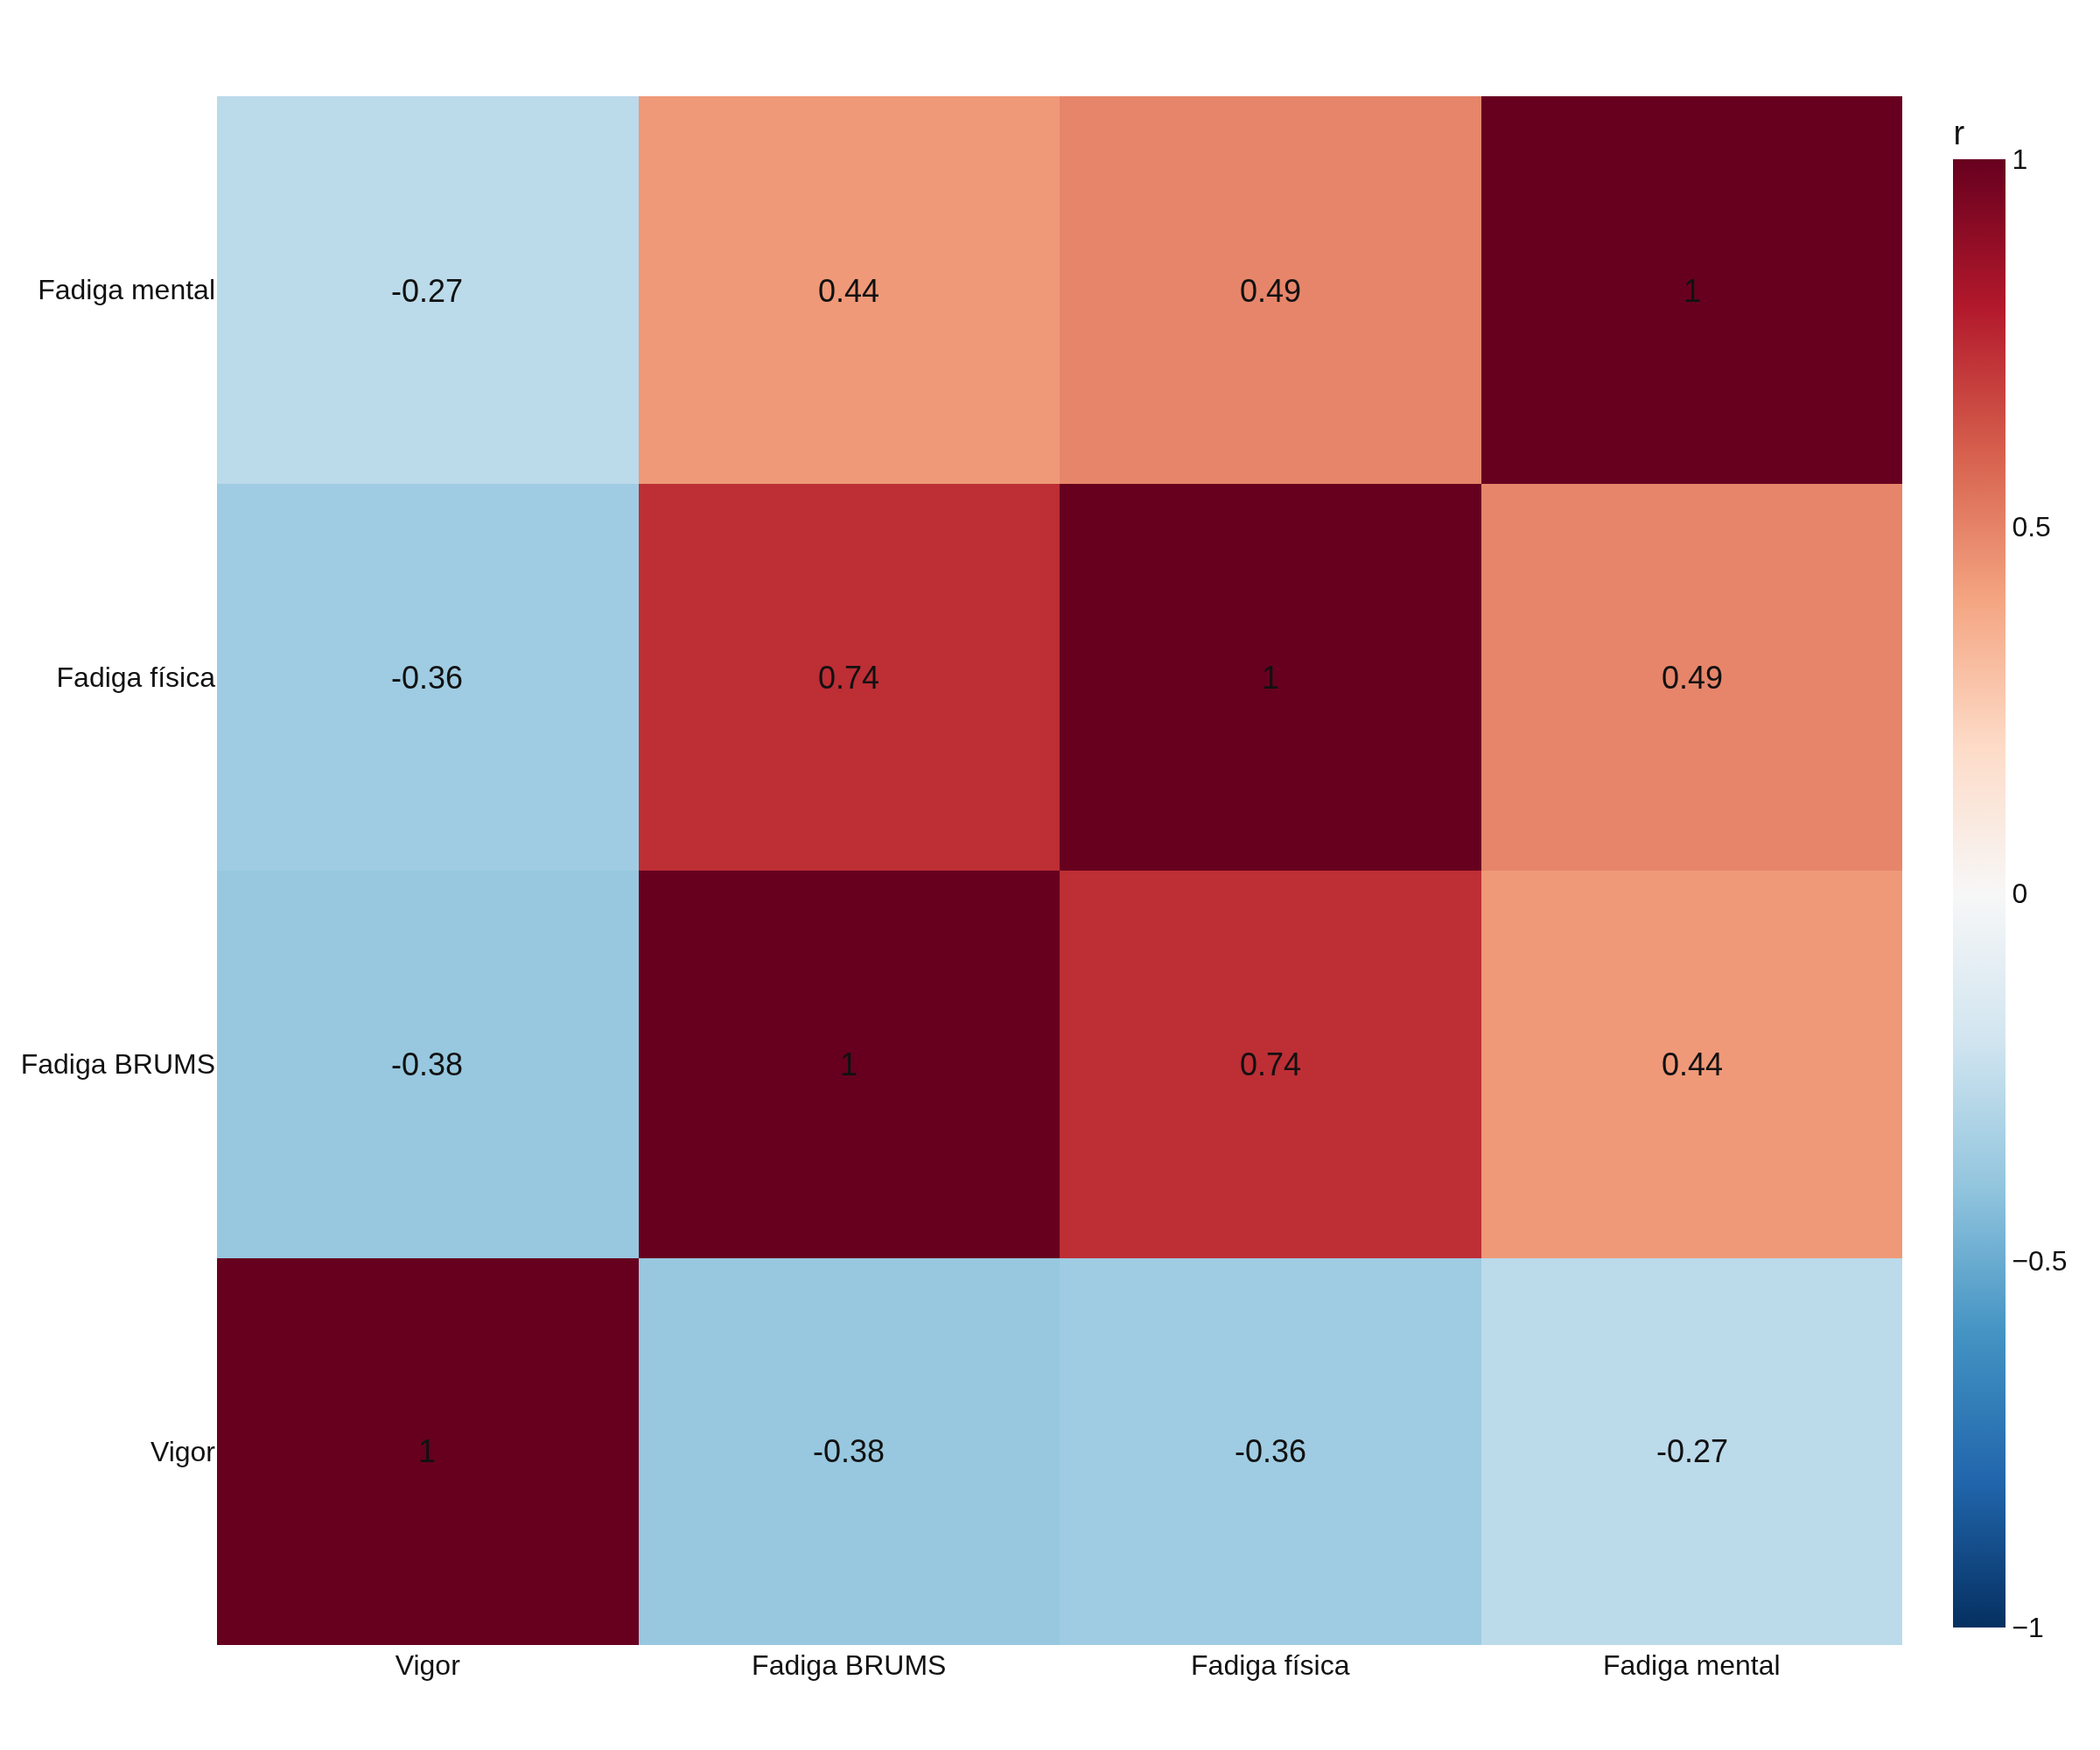 r
1
0.5
0
−0.5
−1
Fadiga mental -0.27 0.44 0.49 1
Fadiga física -0.36 0.74 1 0.49
Fadiga BRUMS -0.38 1 0.74 0.44
Vigor 1 -0.38 -0.36 -0.27
Vigor Fadiga BRUMS Fadiga física Fadiga mental